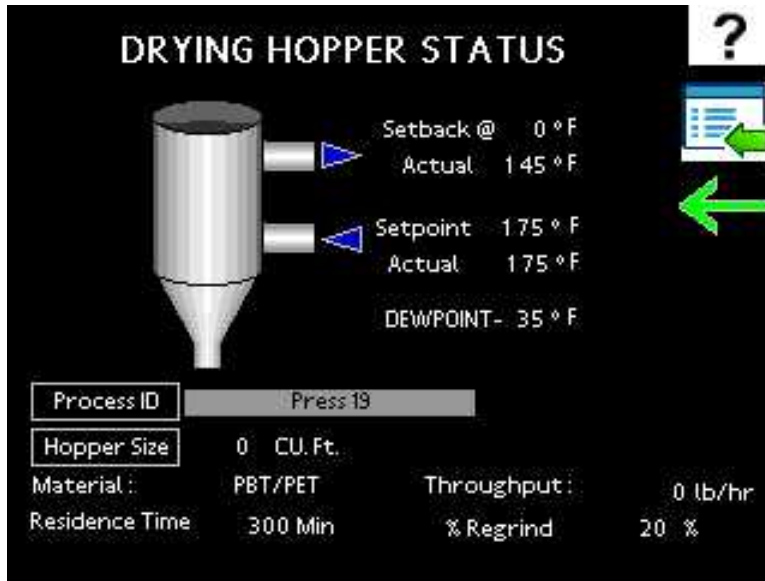 DRYING HOPPER STATUS
?
Setback @ 0 °F
Actual 145 °F
Setpoint 175 °F
Actual 175 °F
DEWPOINT- 35 °F
Process ID Press 19
Hopper Size 0 CU. Ft.
Material : PBT/PET Throughput : 0 lb/hr
Residence Time 300 Min % Regrind 20 %